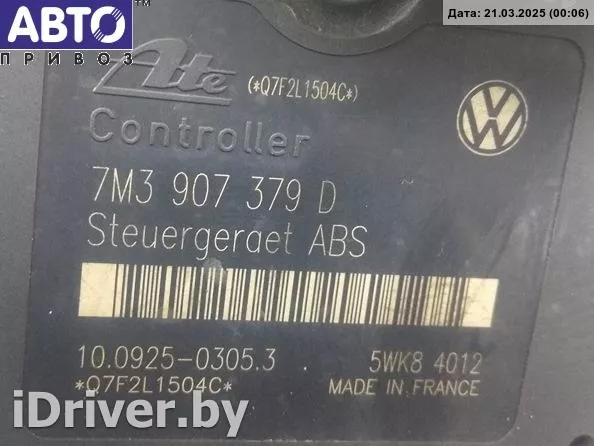 АВТО
ПРИВОЗ
Дата: 21.03.2025 (00:06)
Ate
(*Q7F2L1504C*)
Controller
7M3 907 379 D
Steuergeraet ABS
10.0925-0305.3
5WK8 4012
*Q7F2L1504C*
MADE IN FRANCE
iDriver.by